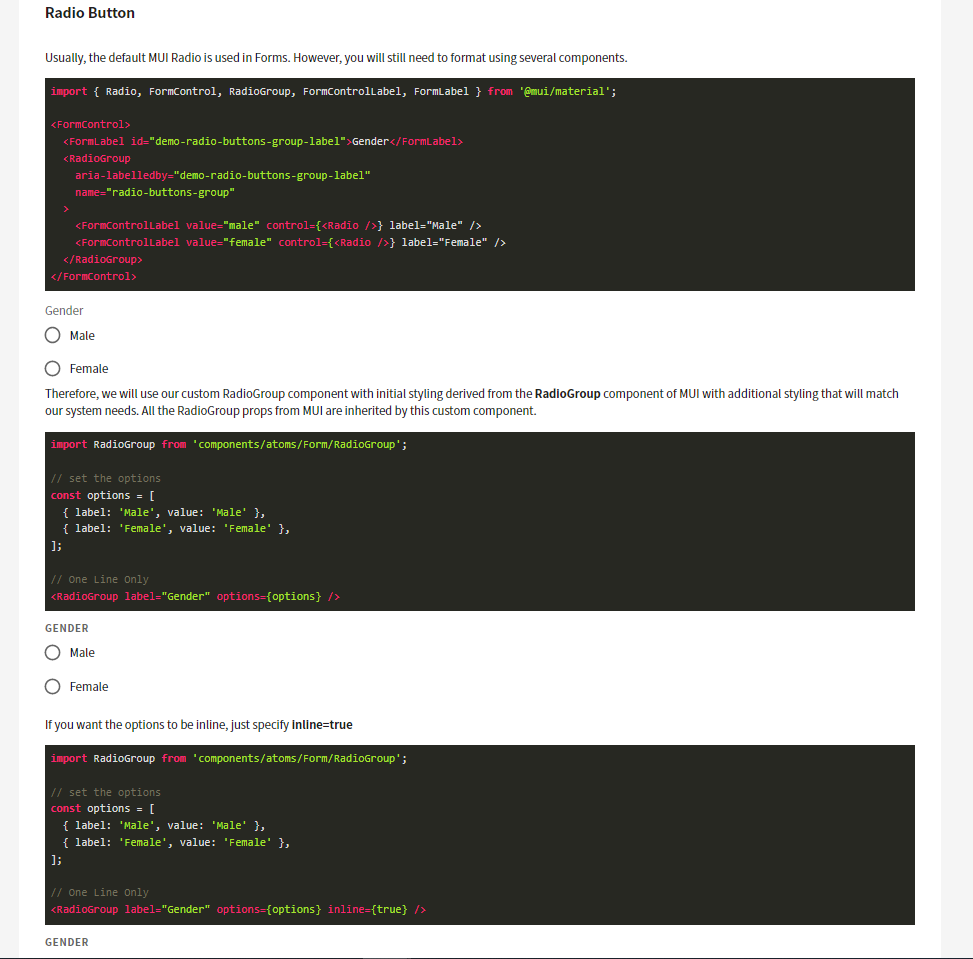 Radio Button
Usually, the default MUI Radio is used in Forms. However, you will still need to format using several components.
import { Radio, FormControl, RadioGroup, FormControlLabel, FormLabel } from '@mui/material';
<FormControl>
  <FormLabel id="demo-radio-buttons-group-label">Gender</FormLabel>
  <RadioGroup
    aria-labelledby="demo-radio-buttons-group-label"
    name="radio-buttons-group"
  >
    <FormControlLabel value="male" control={<Radio />} label="Male" />
    <FormControlLabel value="female" control={<Radio />} label="Female" />
  </RadioGroup>
</FormControl>
Gender
Male
Female
Therefore, we will use our custom RadioGroup component with initial styling derived from the RadioGroup component of MUI with additional styling that will match
our system needs. All the RadioGroup props from MUI are inherited by this custom component.
import RadioGroup from 'components/atoms/Form/RadioGroup';
// set the options
const options = [
  { label: 'Male', value: 'Male' },
  { label: 'Female', value: 'Female' },
];
// One Line Only
<RadioGroup label="Gender" options={options} />
GENDER
Male
Female
If you want the options to be inline, just specify inline=true
import RadioGroup from 'components/atoms/Form/RadioGroup';
// set the options
const options = [
  { label: 'Male', value: 'Male' },
  { label: 'Female', value: 'Female' },
];
// One Line Only
<RadioGroup label="Gender" options={options} inline={true} />
GENDER